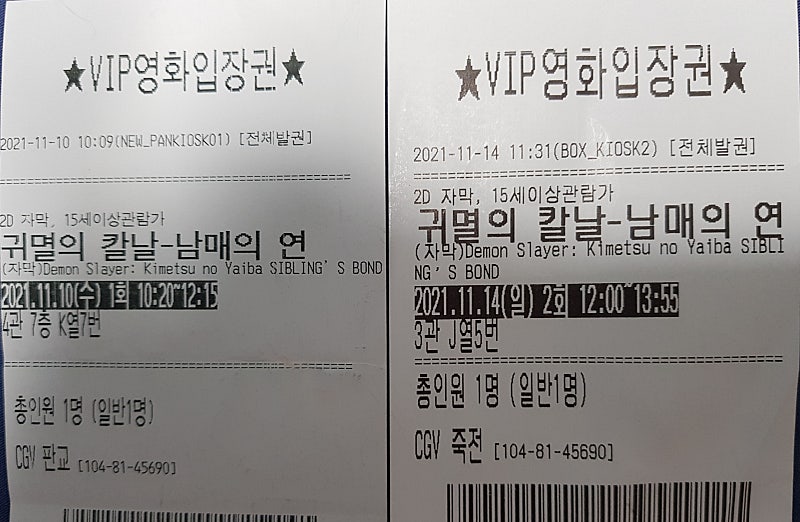 ★VIP영화입장권★
2021-11-10 10:09(NEW_PANKIOSK01) [전체발권]
2D 자막, 15세이상관람가
귀멸의 칼날-남매의 연
(자막)Demon Slayer: Kimetsu no Yaiba SIBLING'S BOND
2021.11.10(수) 1회 10:20~12:15
4관 7층 K열7번
총인원 1명 (일반1명)
CGV 판교 [104-81-45690]
★VIP영화입장권★
2021-11-14 11:31(BOX_KIOSK2) [전체발권]
2D 자막, 15세이상관람가
귀멸의 칼날-남매의 연
(자막)Demon Slayer: Kimetsu no Yaiba SIBLI
NG'S BOND
2021.11.14(일) 2회 12:00~13:55
3관 J열5번
총인원 1명 (일반1명)
CGV 죽전 [104-81-45690]